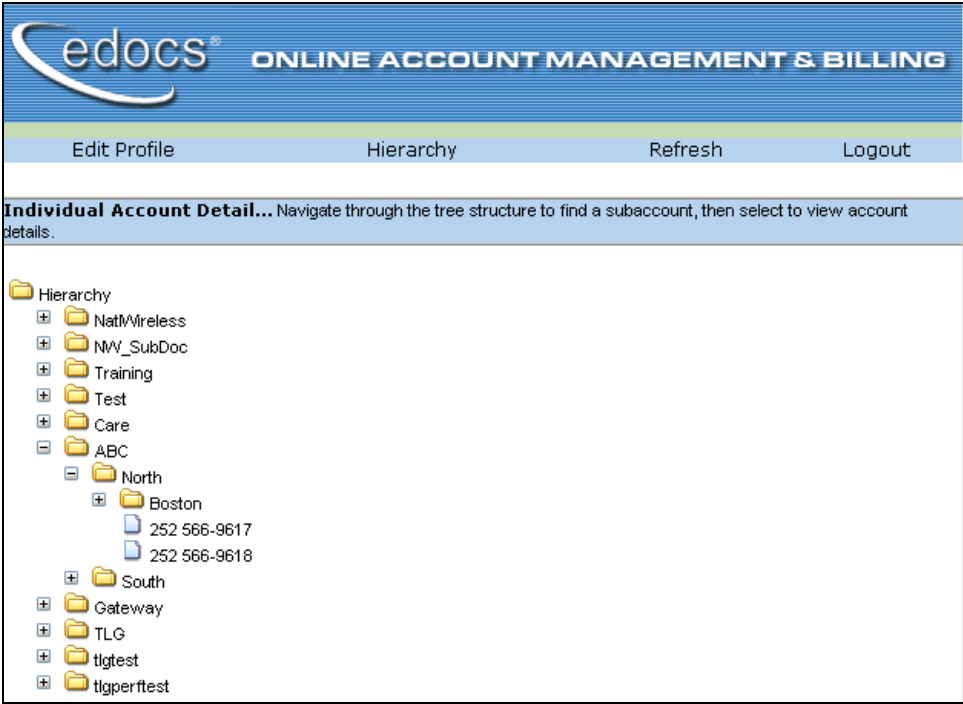 edocs®
ONLINE ACCOUNT MANAGEMENT & BILLING
Edit Profile Hierarchy Refresh Logout
Individual Account Detail... Navigate through the tree structure to find a subaccount, then select to view account
details.
Hierarchy
NatlWireless
NW_SubDoc
Training
Test
Care
ABC
North
Boston
252 566-9617
252 566-9618
South
Gateway
TLG
tlgtest
tlgperftest